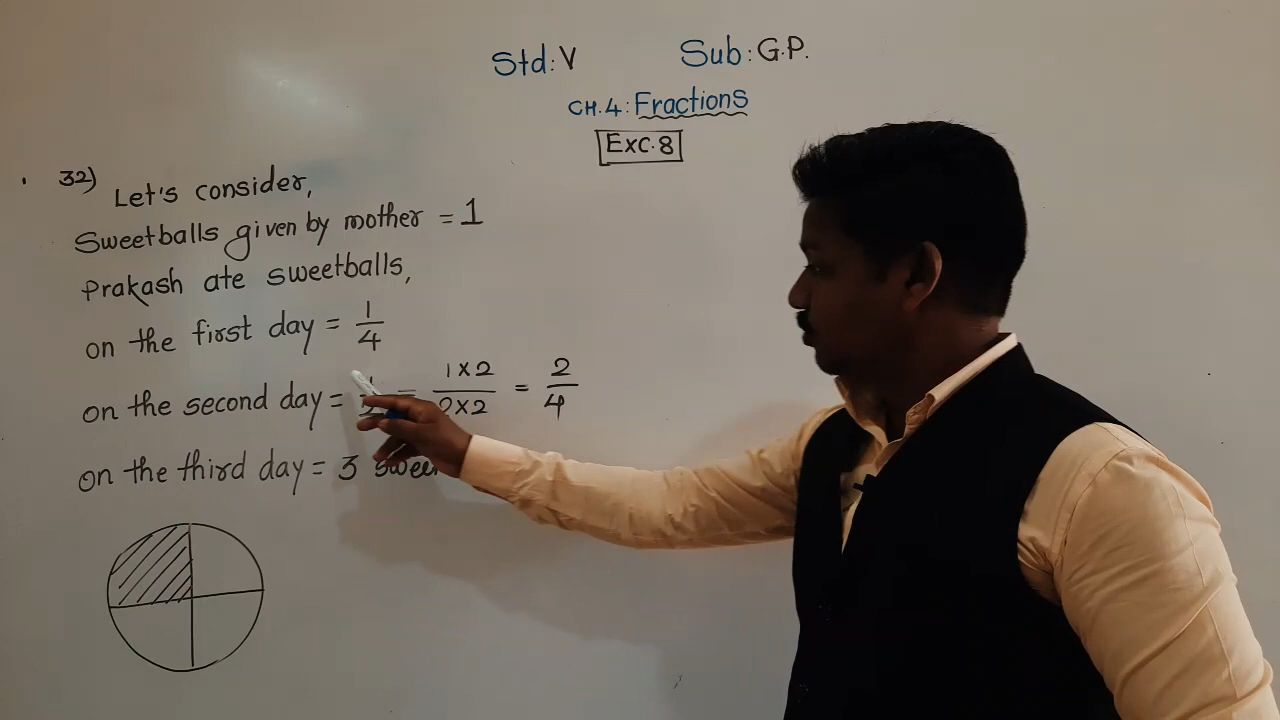 Std: V Sub: G.P.
CH.4: Fractions
Exc.8
32) Let's consider,
Sweetballs given by mother = 1
Prakash ate sweetballs,
on the first day = 1/4
on the second day = = 1×2/2×2 = 2/4
on the third day = 3